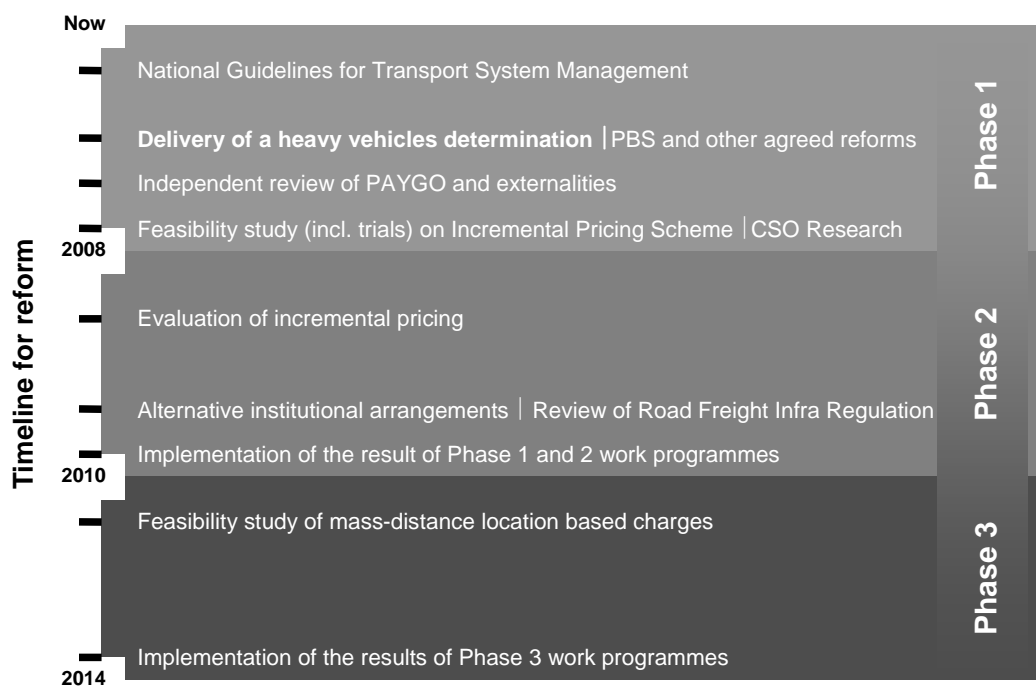 Now
National Guidelines for Transport System Management
Delivery of a heavy vehicles determination | PBS and other agreed reforms
Independent review of PAYGO and externalities
Feasibility study (incl. trials) on Incremental Pricing Scheme | CSO Research
2008
Phase 1
Evaluation of incremental pricing
Alternative institutional arrangements | Review of Road Freight Infra Regulation
Implementation of the result of Phase 1 and 2 work programmes
2010
Phase 2
Feasibility study of mass-distance location based charges
Implementation of the results of Phase 3 work programmes
2014
Phase 3
Timeline for reform